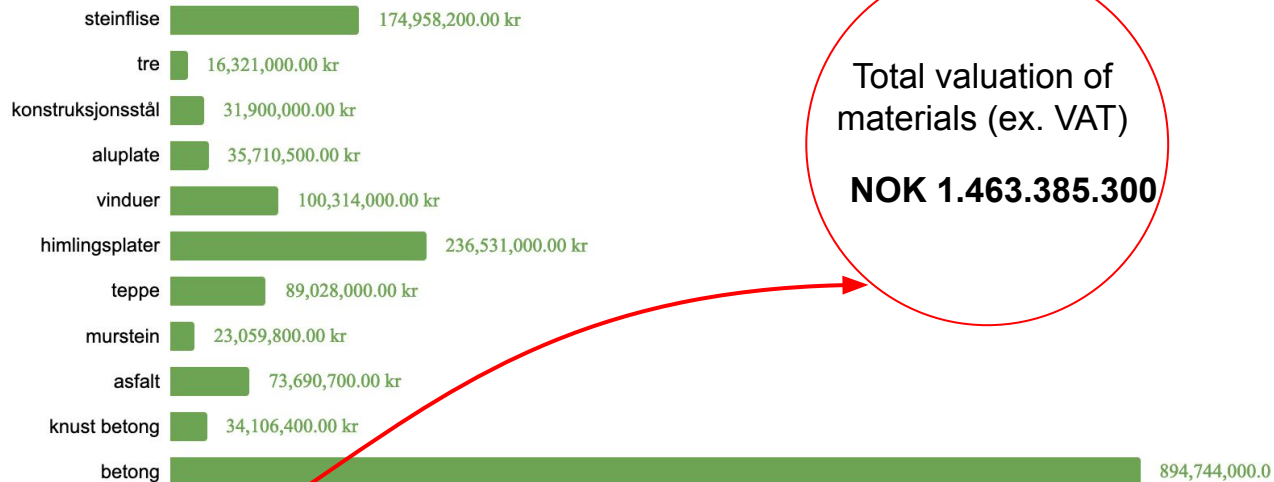 steinflise 174,958,200.00 kr
tre 16,321,000.00 kr
konstruksjonsstål 31,900,000.00 kr
aluplate 35,710,500.00 kr
vinduer 100,314,000.00 kr
himlingsplater 236,531,000.00 kr
teppe 89,028,000.00 kr
murstein 23,059,800.00 kr
asfalt 73,690,700.00 kr
knust betong 34,106,400.00 kr
betong 894,744,000.0
Total valuation of
materials (ex. VAT)
NOK 1.463.385.300